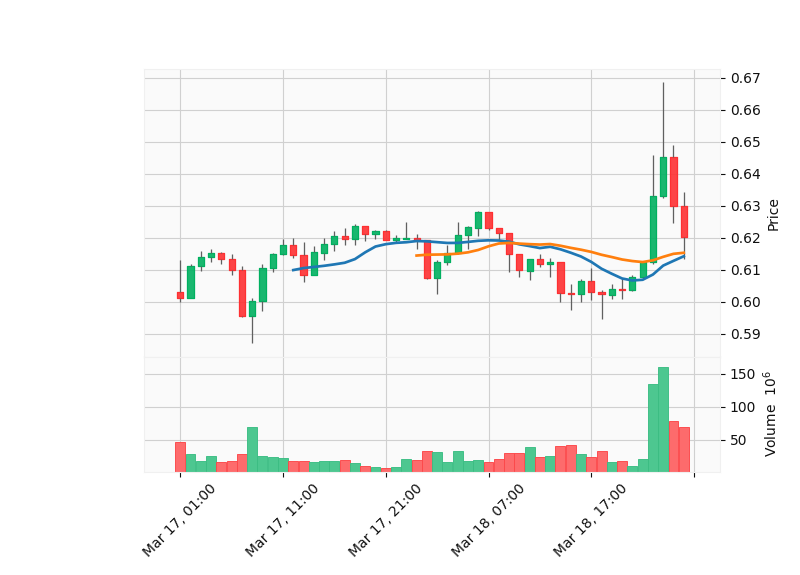 0.67
0.66
0.65
0.64
0.63
0.62
0.61
0.60
0.59
Price
150
100
50
Volume 10⁶
Mar 17, 01:00
Mar 17, 11:00
Mar 17, 21:00
Mar 18, 07:00
Mar 18, 17:00